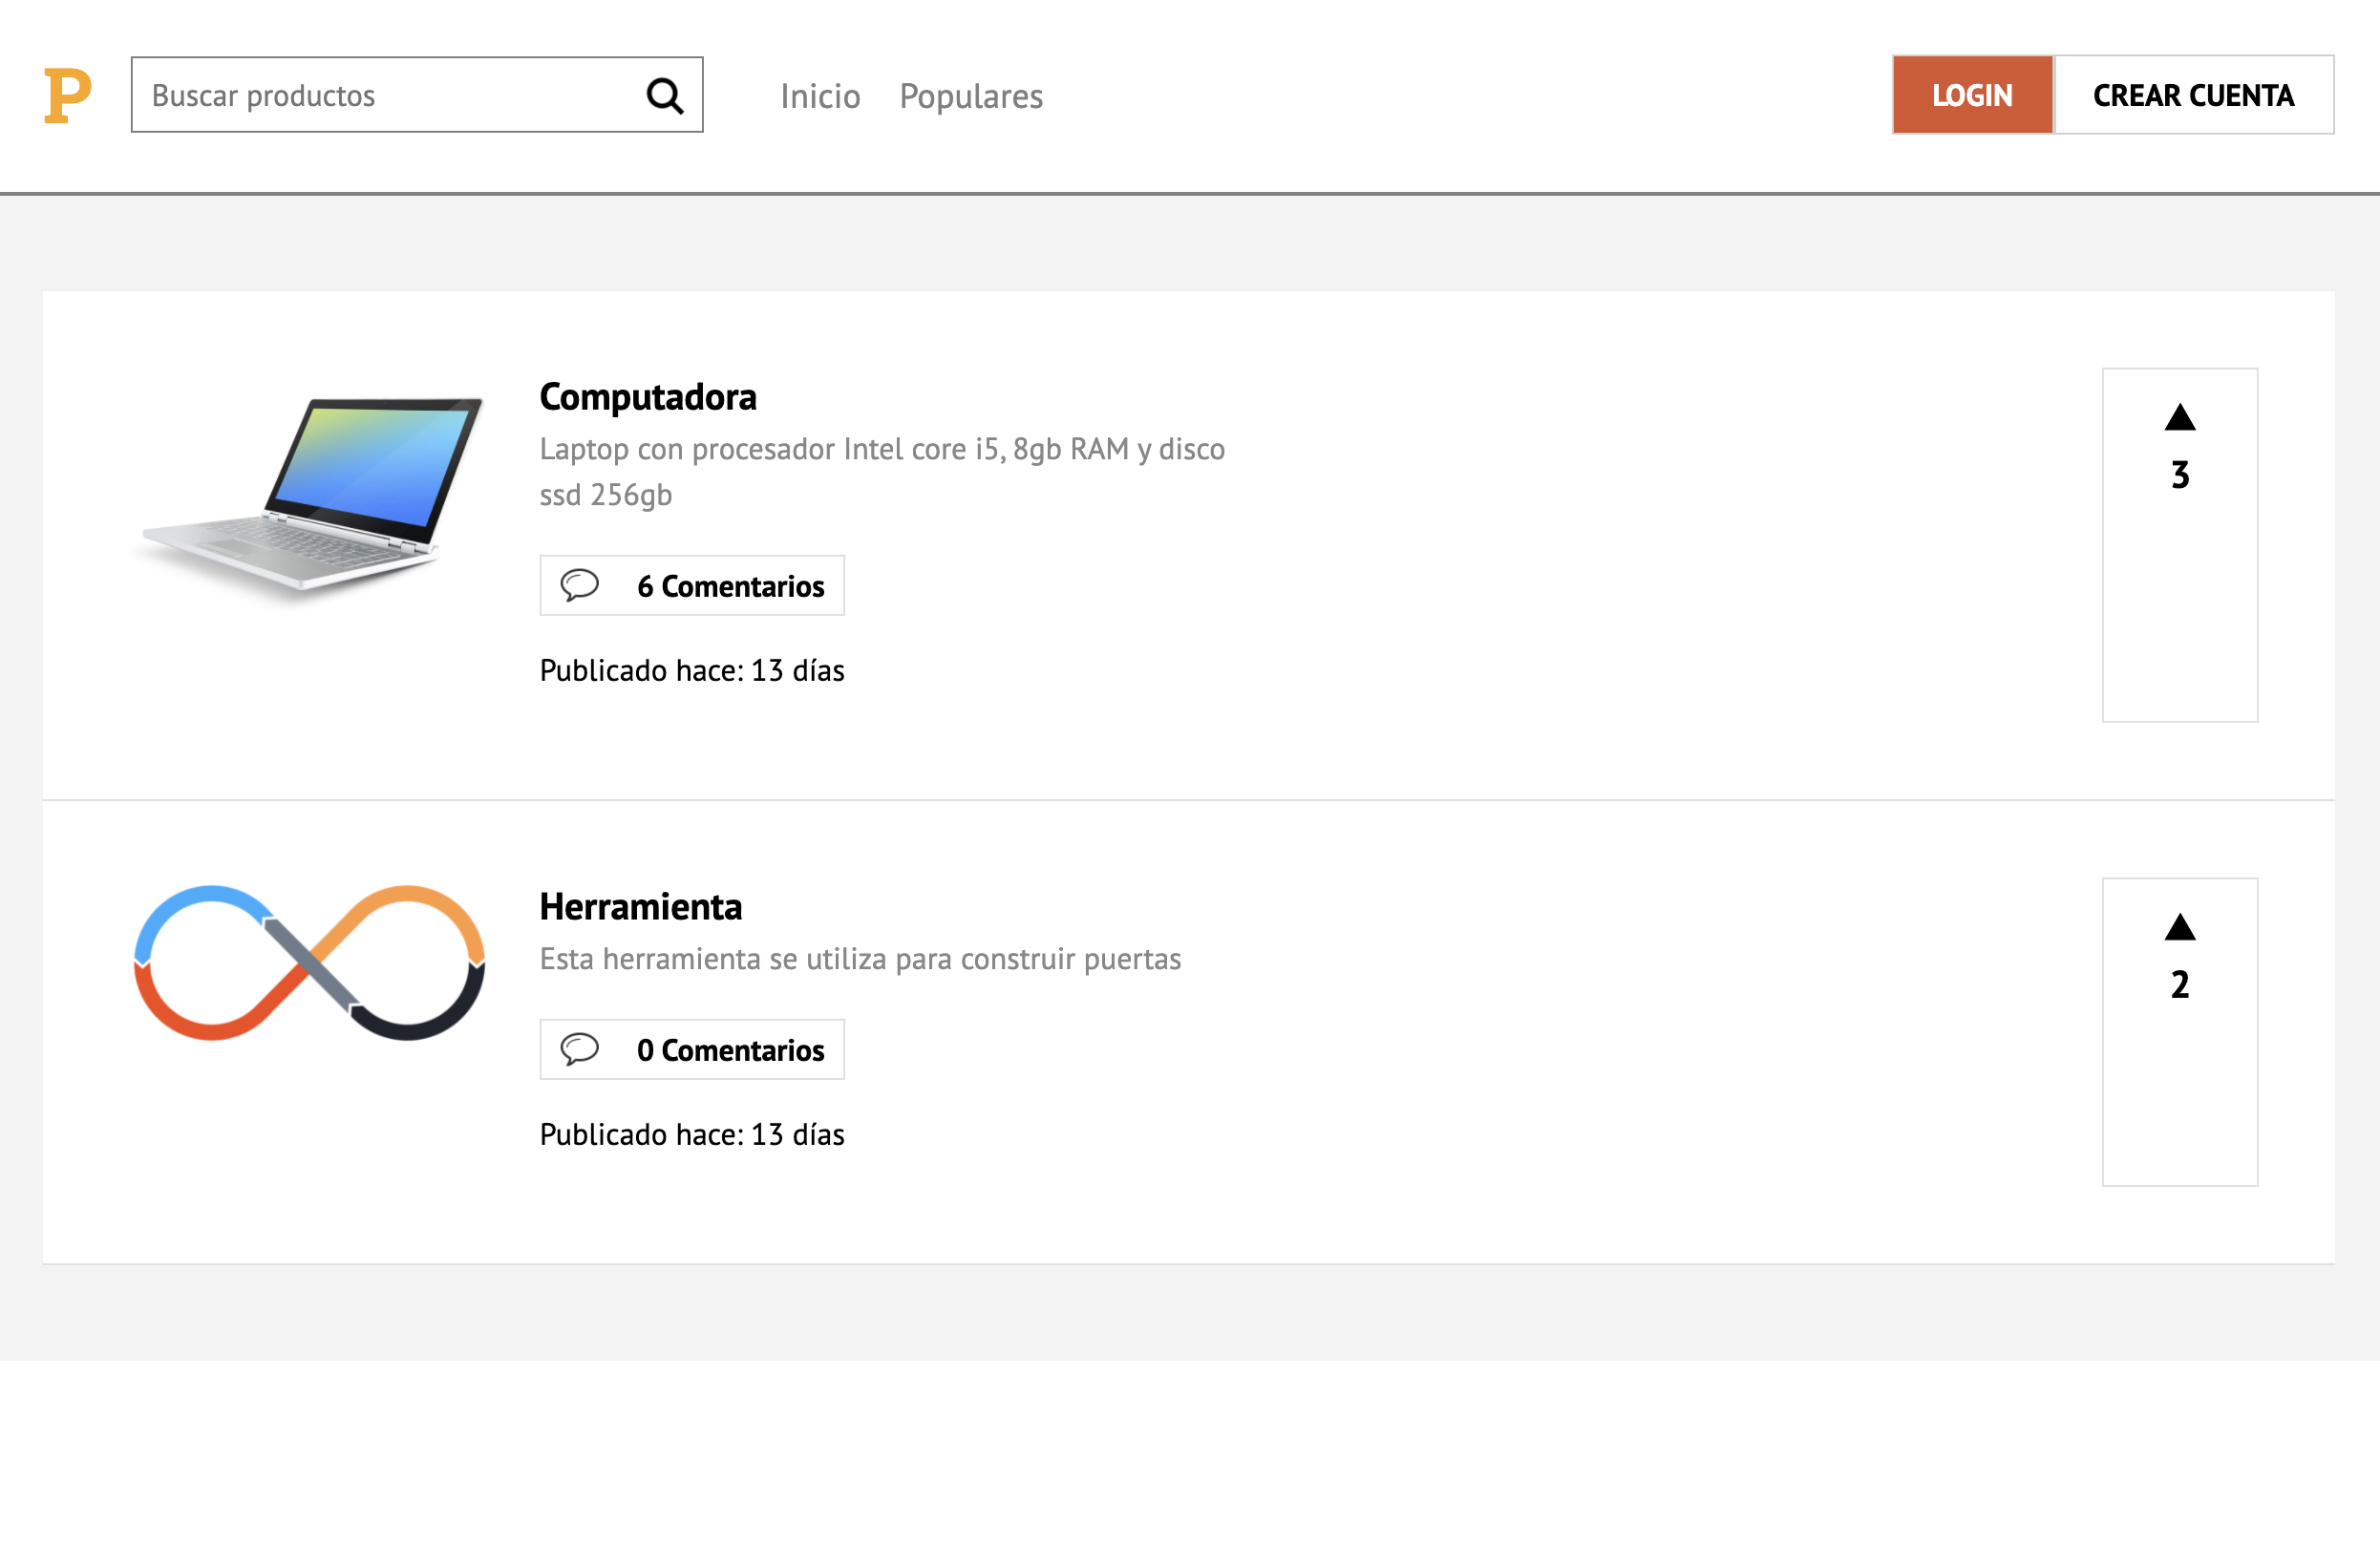 P
Buscar productos
Inicio
Populares
LOGIN
CREAR CUENTA
Computadora
Laptop con procesador Intel core i5, 8gb RAM y disco
ssd 256gb
6 Comentarios
Publicado hace: 13 días
3
Herramienta
Esta herramienta se utiliza para construir puertas
0 Comentarios
Publicado hace: 13 días
2